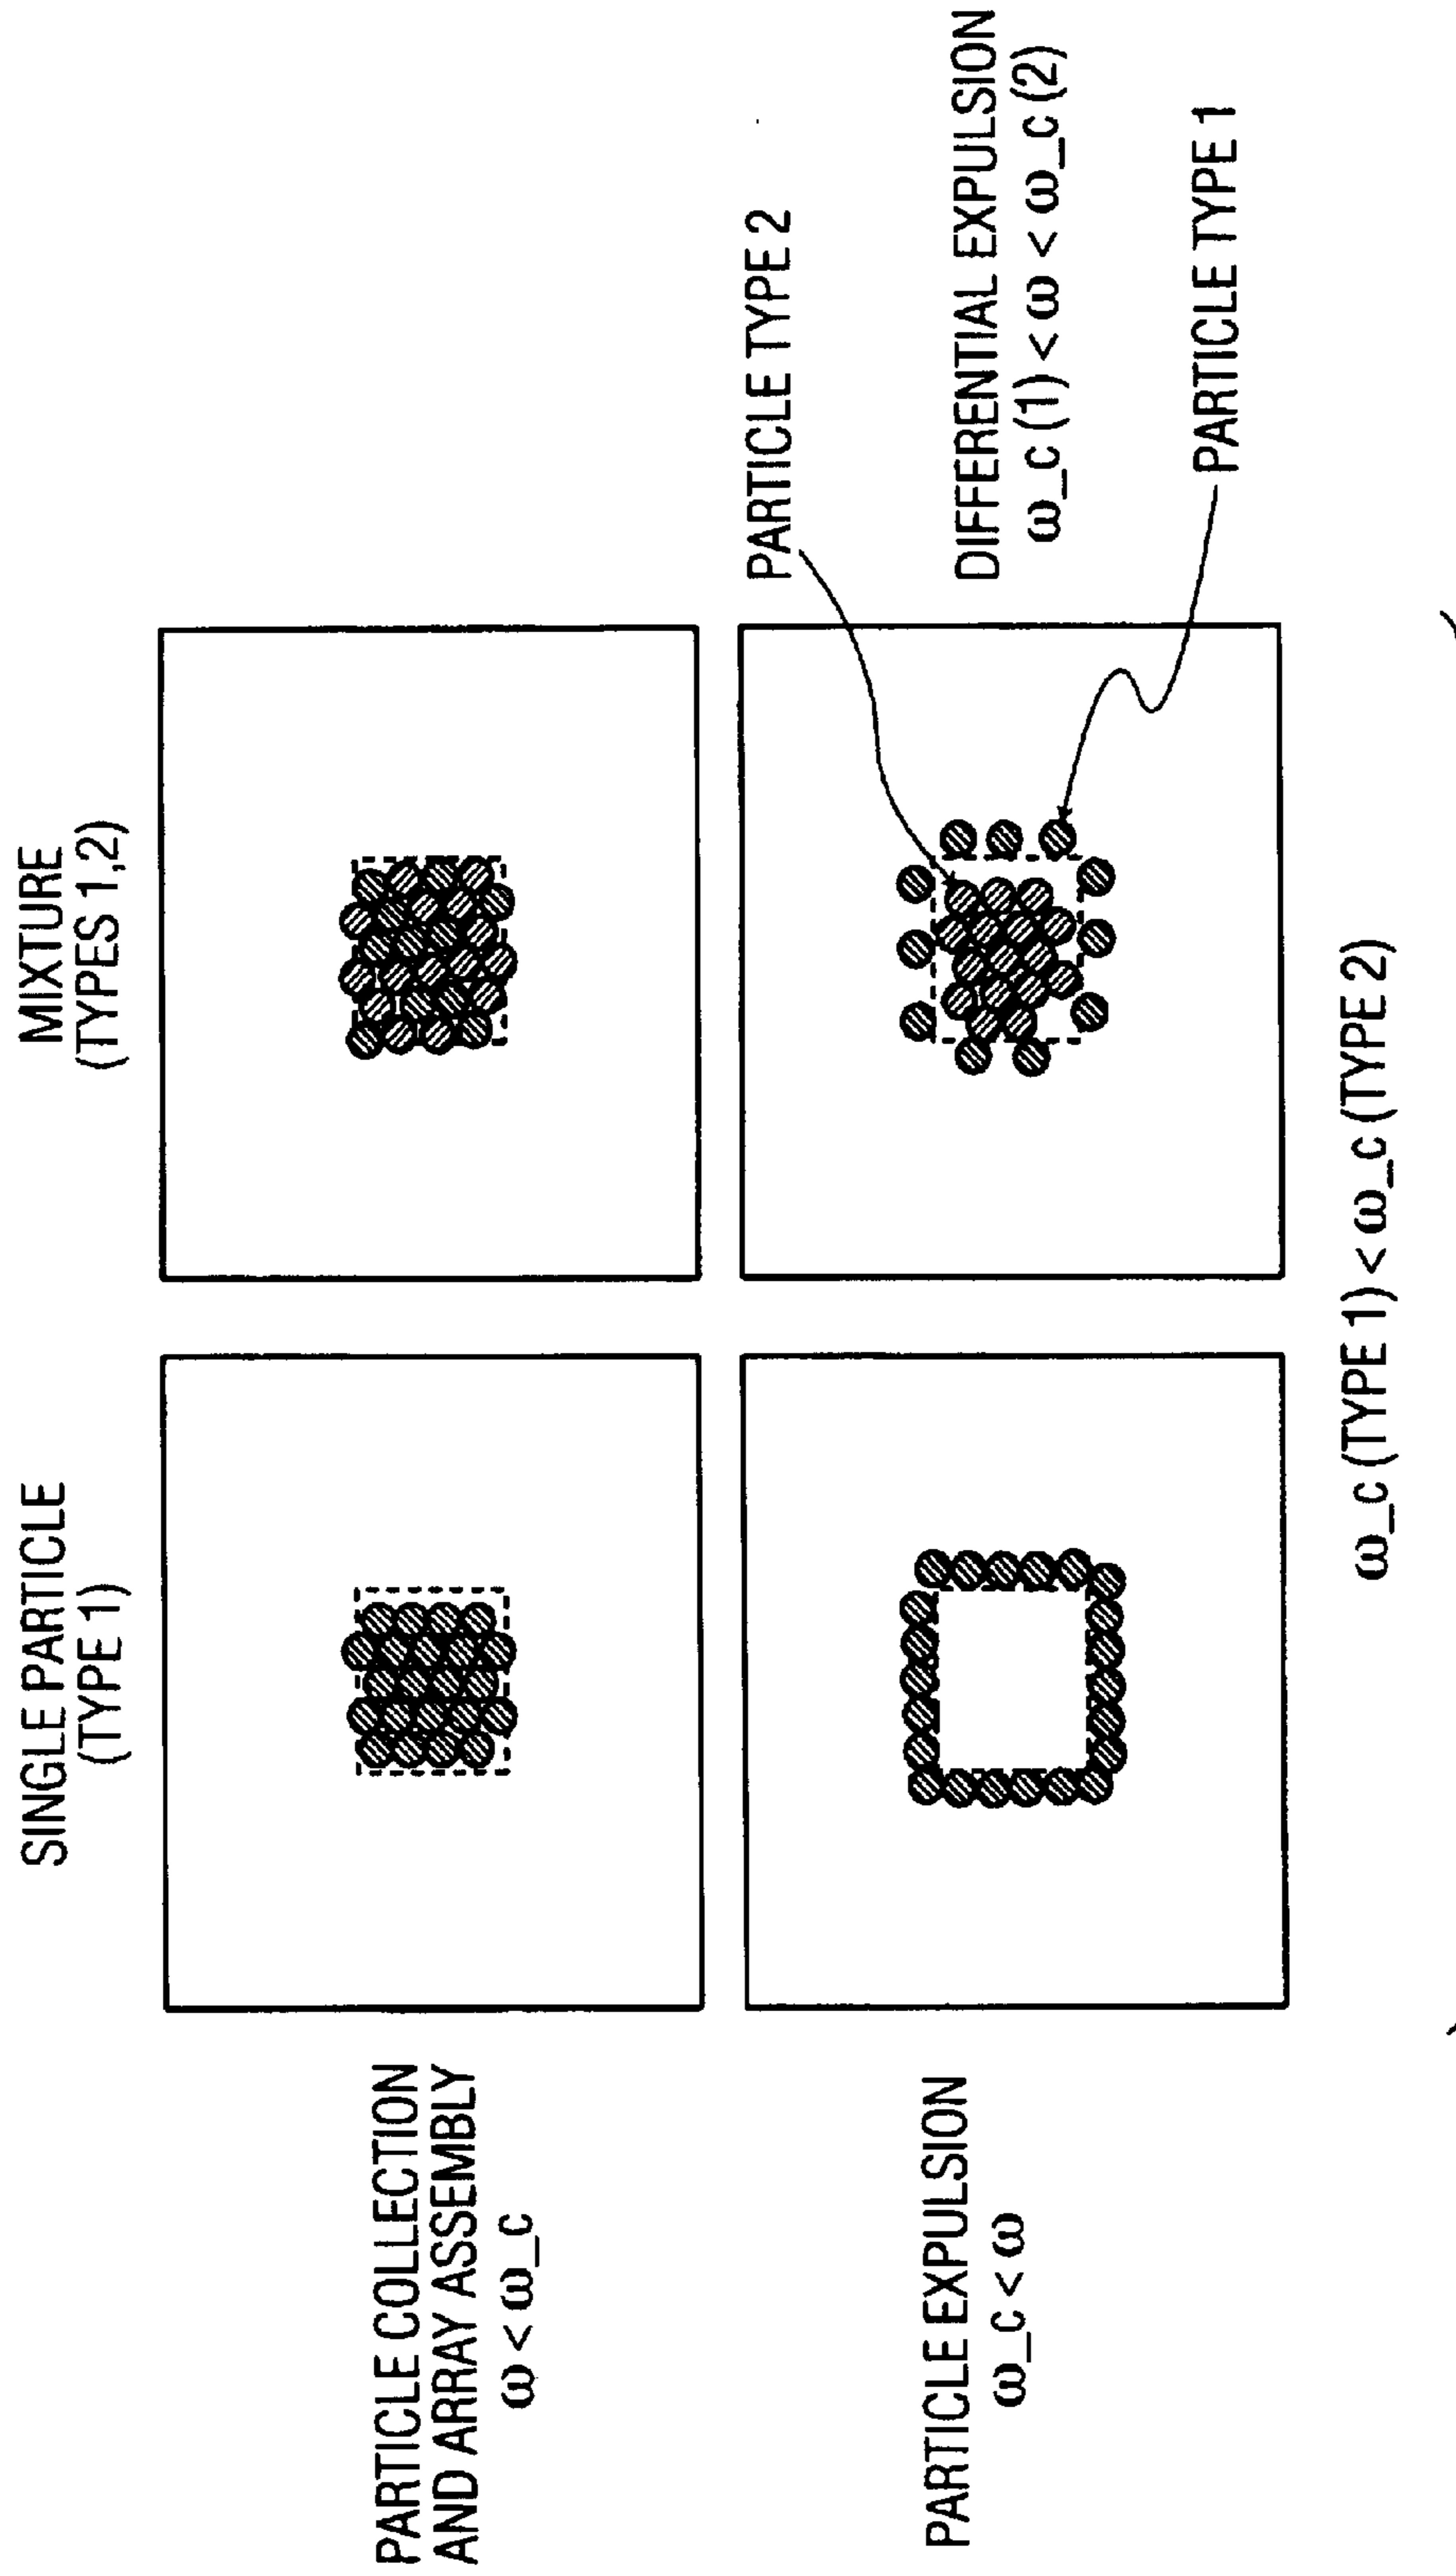 SINGLE PARTICLE
(TYPE 1)
MIXTURE
(TYPES 1,2)
PARTICLE COLLECTION
AND ARRAY ASSEMBLY
ω < ω_c
PARTICLE EXPULSION
ω_c < ω
PARTICLE TYPE 2
DIFFERENTIAL EXPULSION
ω_c (1) < ω < ω_c (2)
PARTICLE TYPE 1
ω_c (TYPE 1) < ω_c (TYPE 2)